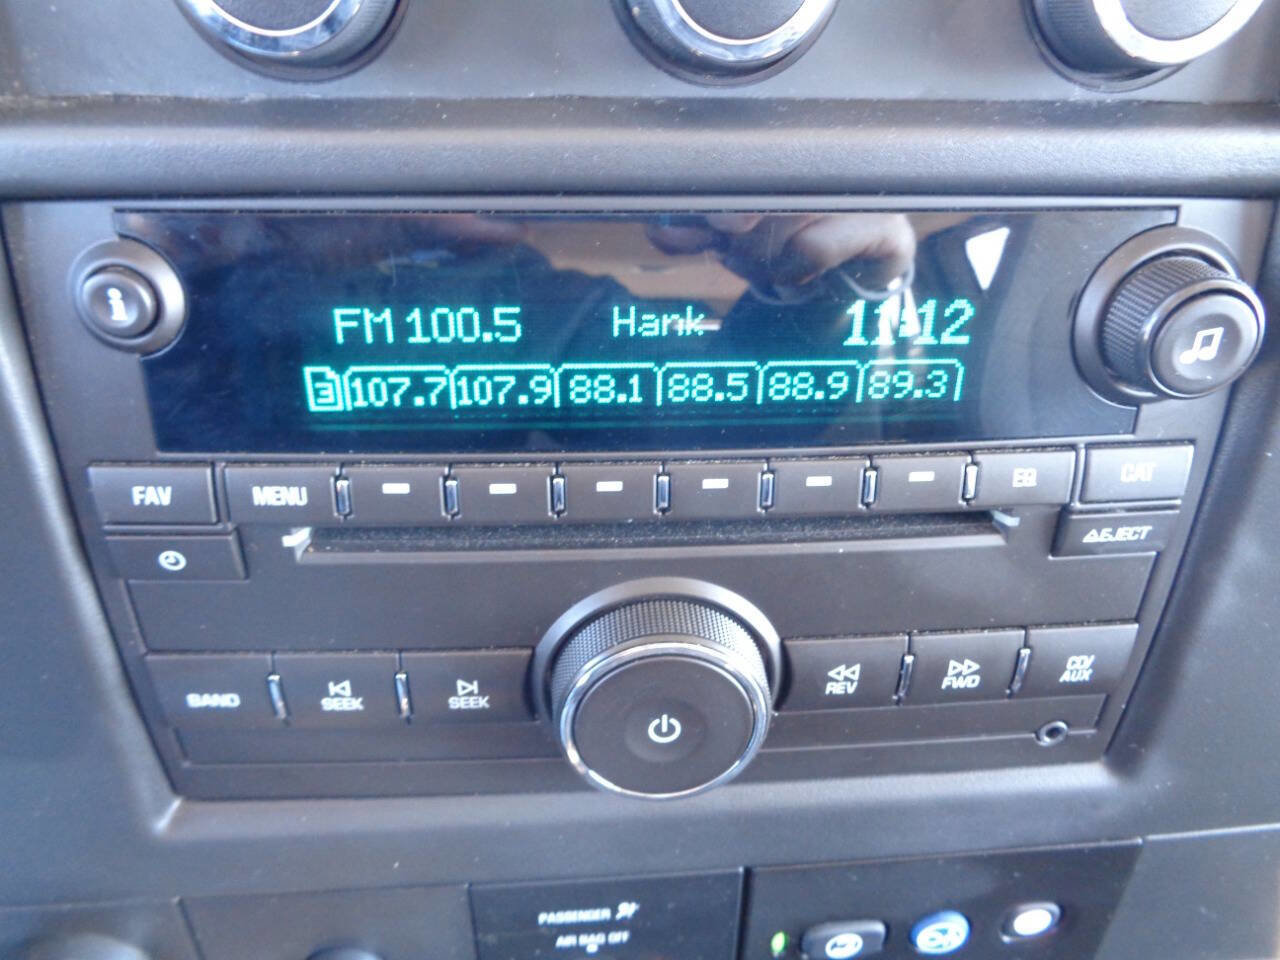 i
FM 100.5 Hank 11:12
3 107.7 107.9 88.1 88.5 88.9 89.3
FAV MENU EQ CAT
EJECT
BAND SEEK SEEK REV FWD CD/AUX
PASSENGER
AIR BAG OFF